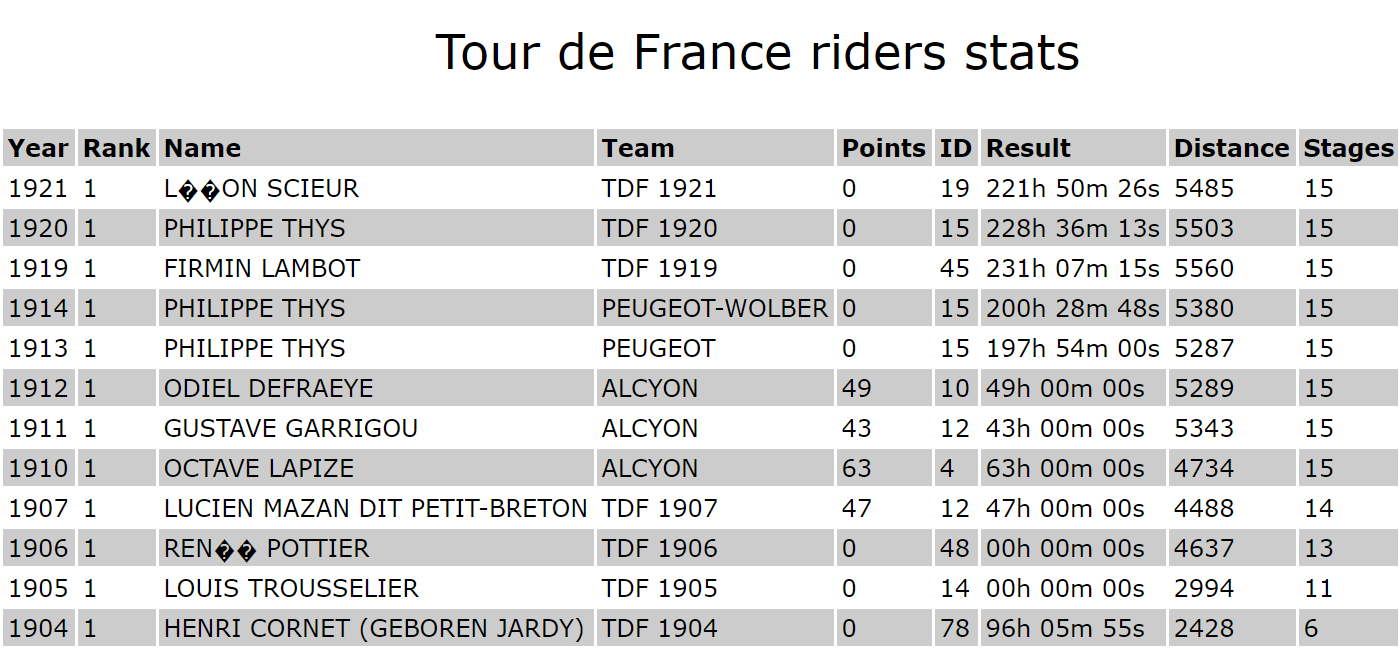 Tour de France riders stats
Year Rank Name Team Points ID Result Distance Stages
1921 1 L��ON SCIEUR TDF 1921 0 19 221h 50m 26s 5485 15
1920 1 PHILIPPE THYS TDF 1920 0 15 228h 36m 13s 5503 15
1919 1 FIRMIN LAMBOT TDF 1919 0 45 231h 07m 15s 5560 15
1914 1 PHILIPPE THYS PEUGEOT-WOLBER 0 15 200h 28m 48s 5380 15
1913 1 PHILIPPE THYS PEUGEOT 0 15 197h 54m 00s 5287 15
1912 1 ODIEL DEFRAEYE ALCYON 49 10 49h 00m 00s 5289 15
1911 1 GUSTAVE GARRIGOU ALCYON 43 12 43h 00m 00s 5343 15
1910 1 OCTAVE LAPIZE ALCYON 63 4 63h 00m 00s 4734 15
1907 1 LUCIEN MAZAN DIT PETIT-BRETON TDF 1907 47 12 47h 00m 00s 4488 14
1906 1 REN�� POTTIER TDF 1906 0 48 00h 00m 00s 4637 13
1905 1 LOUIS TROUSSELIER TDF 1905 0 14 00h 00m 00s 2994 11
1904 1 HENRI CORNET (GEBOREN JARDY) TDF 1904 0 78 96h 05m 55s 2428 6